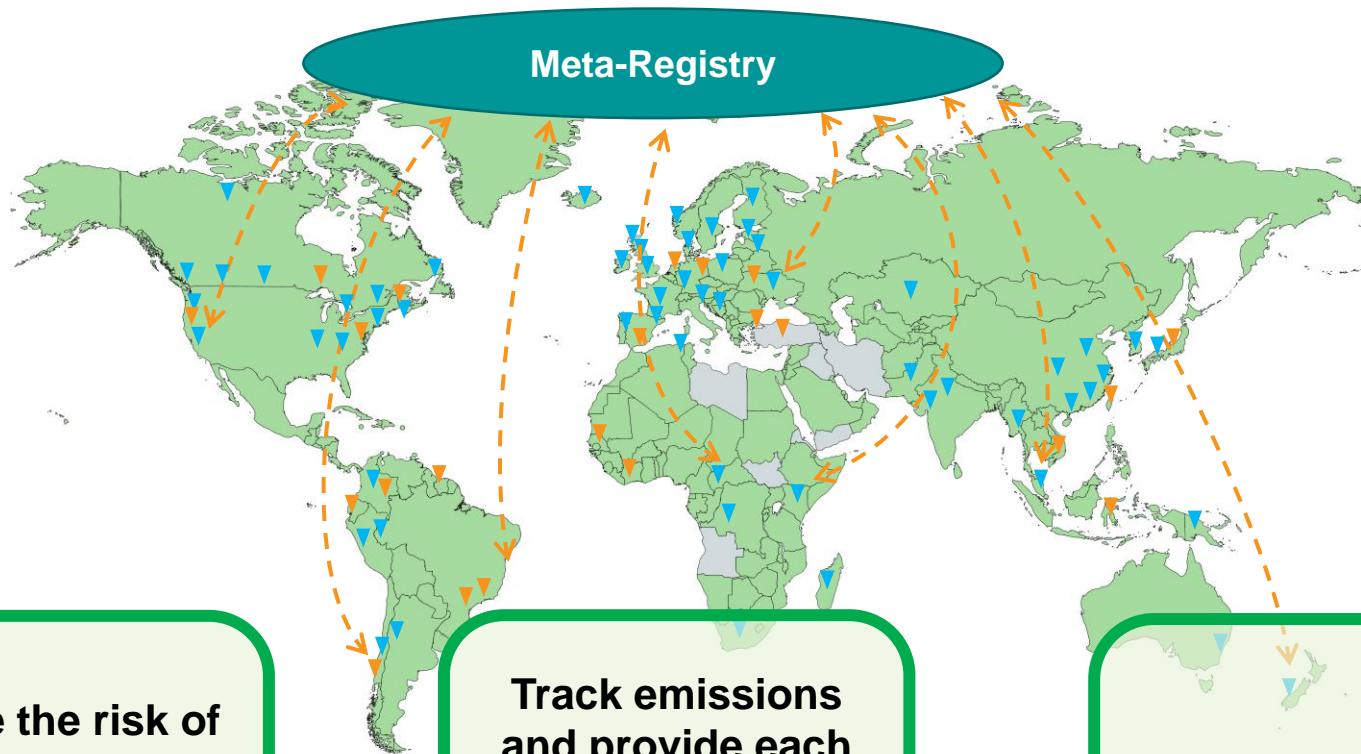 Meta-Registry
the risk of
Track emissions
and provide each